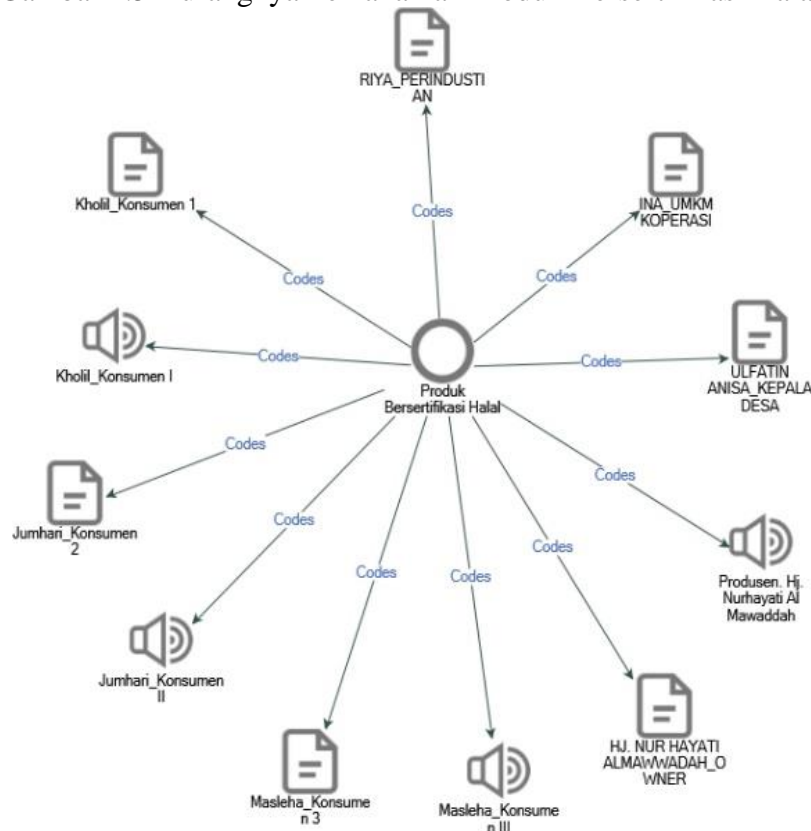 RIYA_PERINDUSTI
AN
Codes
Kholil_Konsumen 1
Codes
INA_UMKM
KOPERASI
Codes
Kholil_Konsumen I
Codes
Produk
Bersertifikasi Halal
Codes
ULFATIN
ANISA_KEPALA
DESA
Codes
Jumhari_Konsumen
2
Codes
Produsen. Hj.
Nurhayati Al
Mawaddah
Codes
Jumhari_Konsumen
II
Codes
HJ. NUR HAYATI
ALMAWWADAH_O
WNER
Codes
Masleha_Konsume
n 3
Codes
Masleha_Konsume
n III